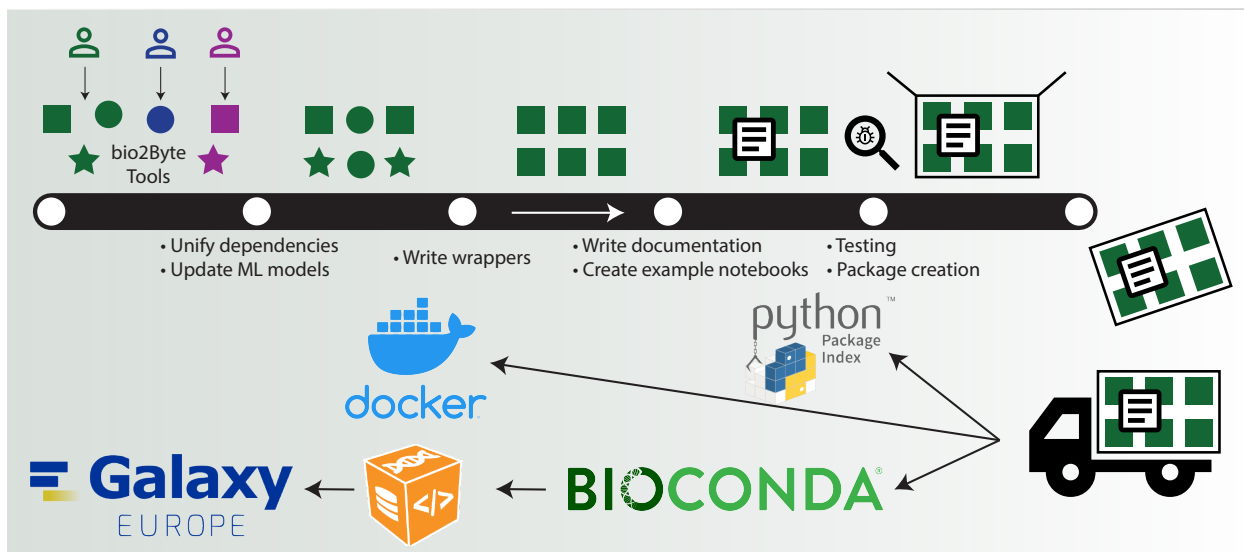 bio2Byte
Tools
• Unify dependencies
• Update ML models
• Write wrappers
• Write documentation
• Create example notebooks
• Testing
• Package creation
python™
Package
Index
docker
</>
Galaxy
EUROPE
BIOCONDA®